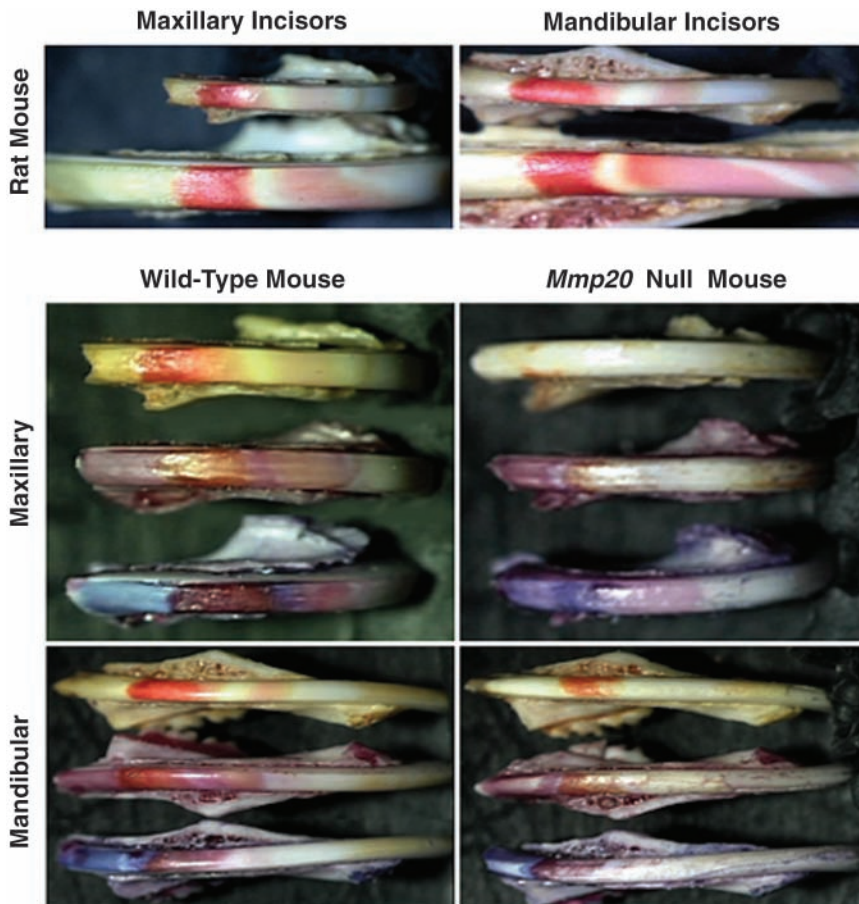 Maxillary Incisors
Mandibular Incisors
Rat Mouse
Wild-Type Mouse
Mmp20 Null Mouse
Maxillary
Mandibular